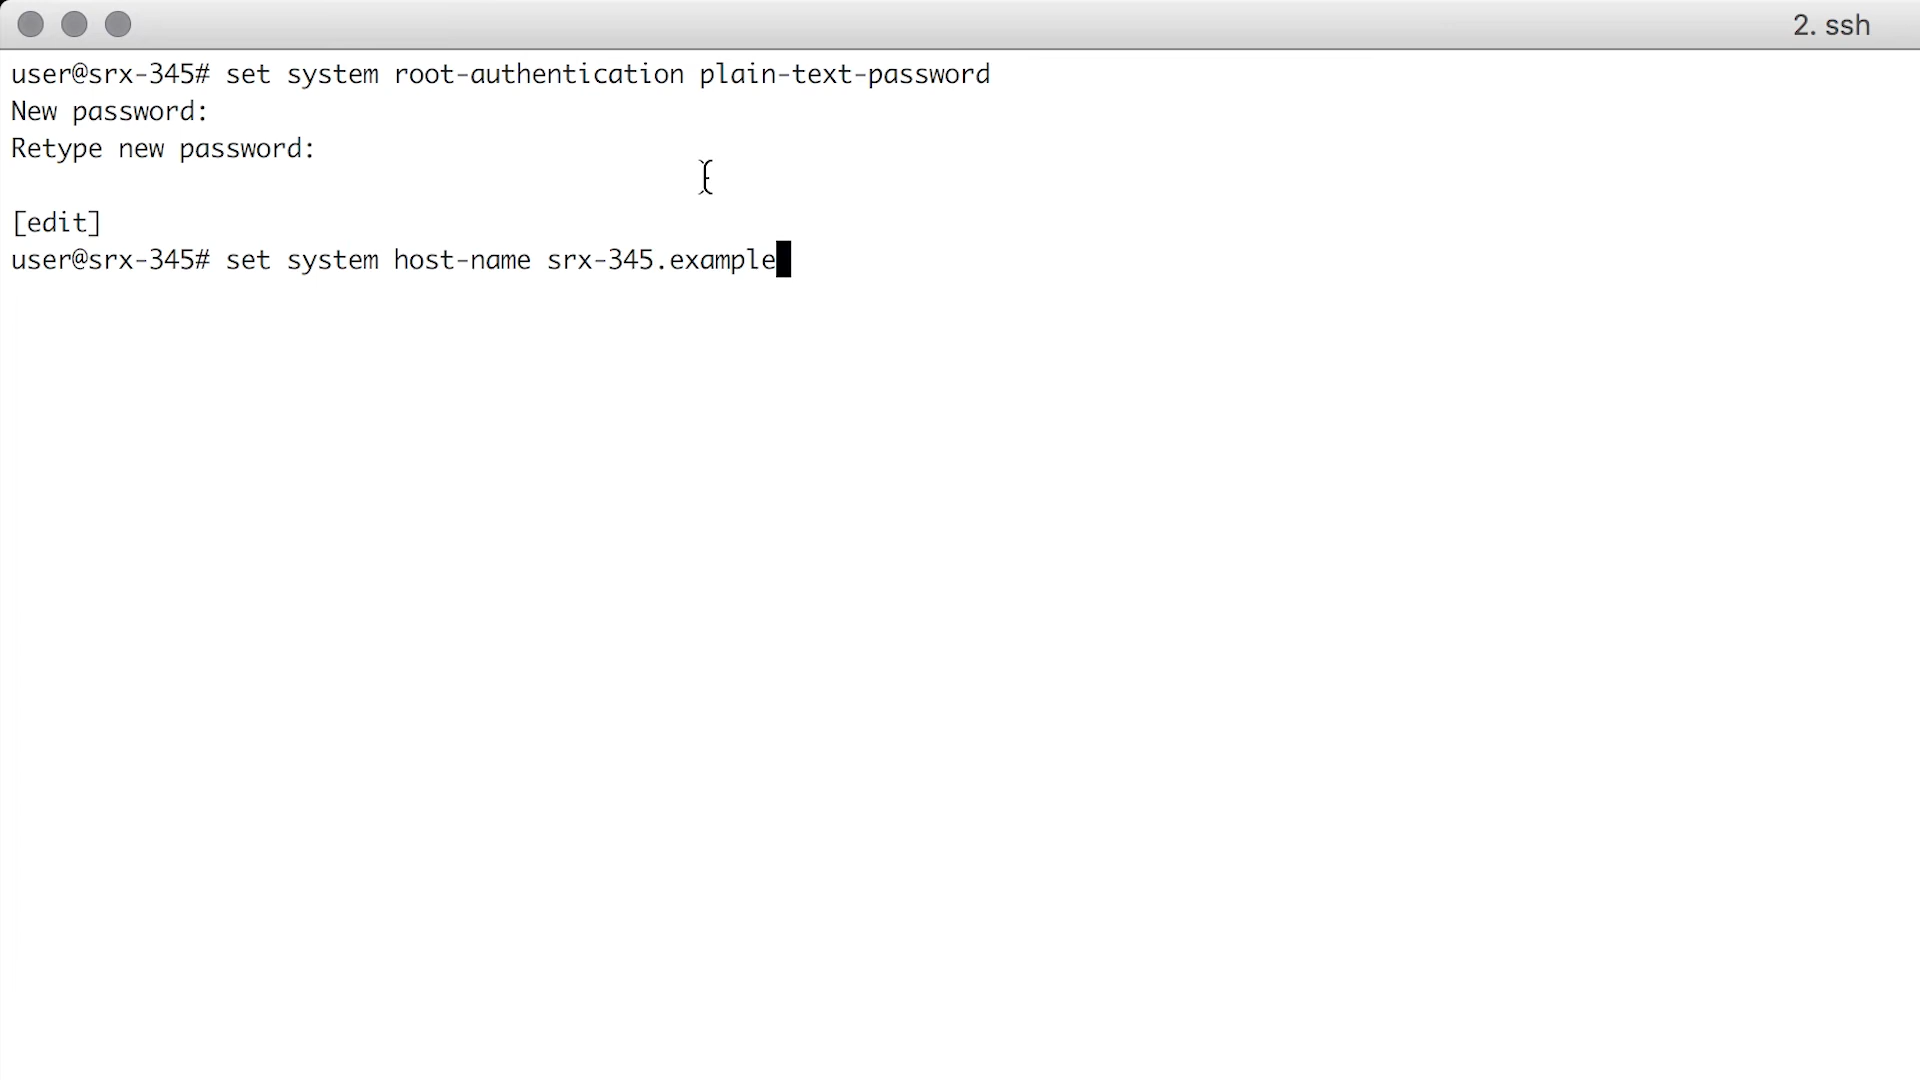 2. ssh
user@srx-345# set system root-authentication plain-text-password
New password:
Retype new password:
[edit]
user@srx-345# set system host-name srx-345.example